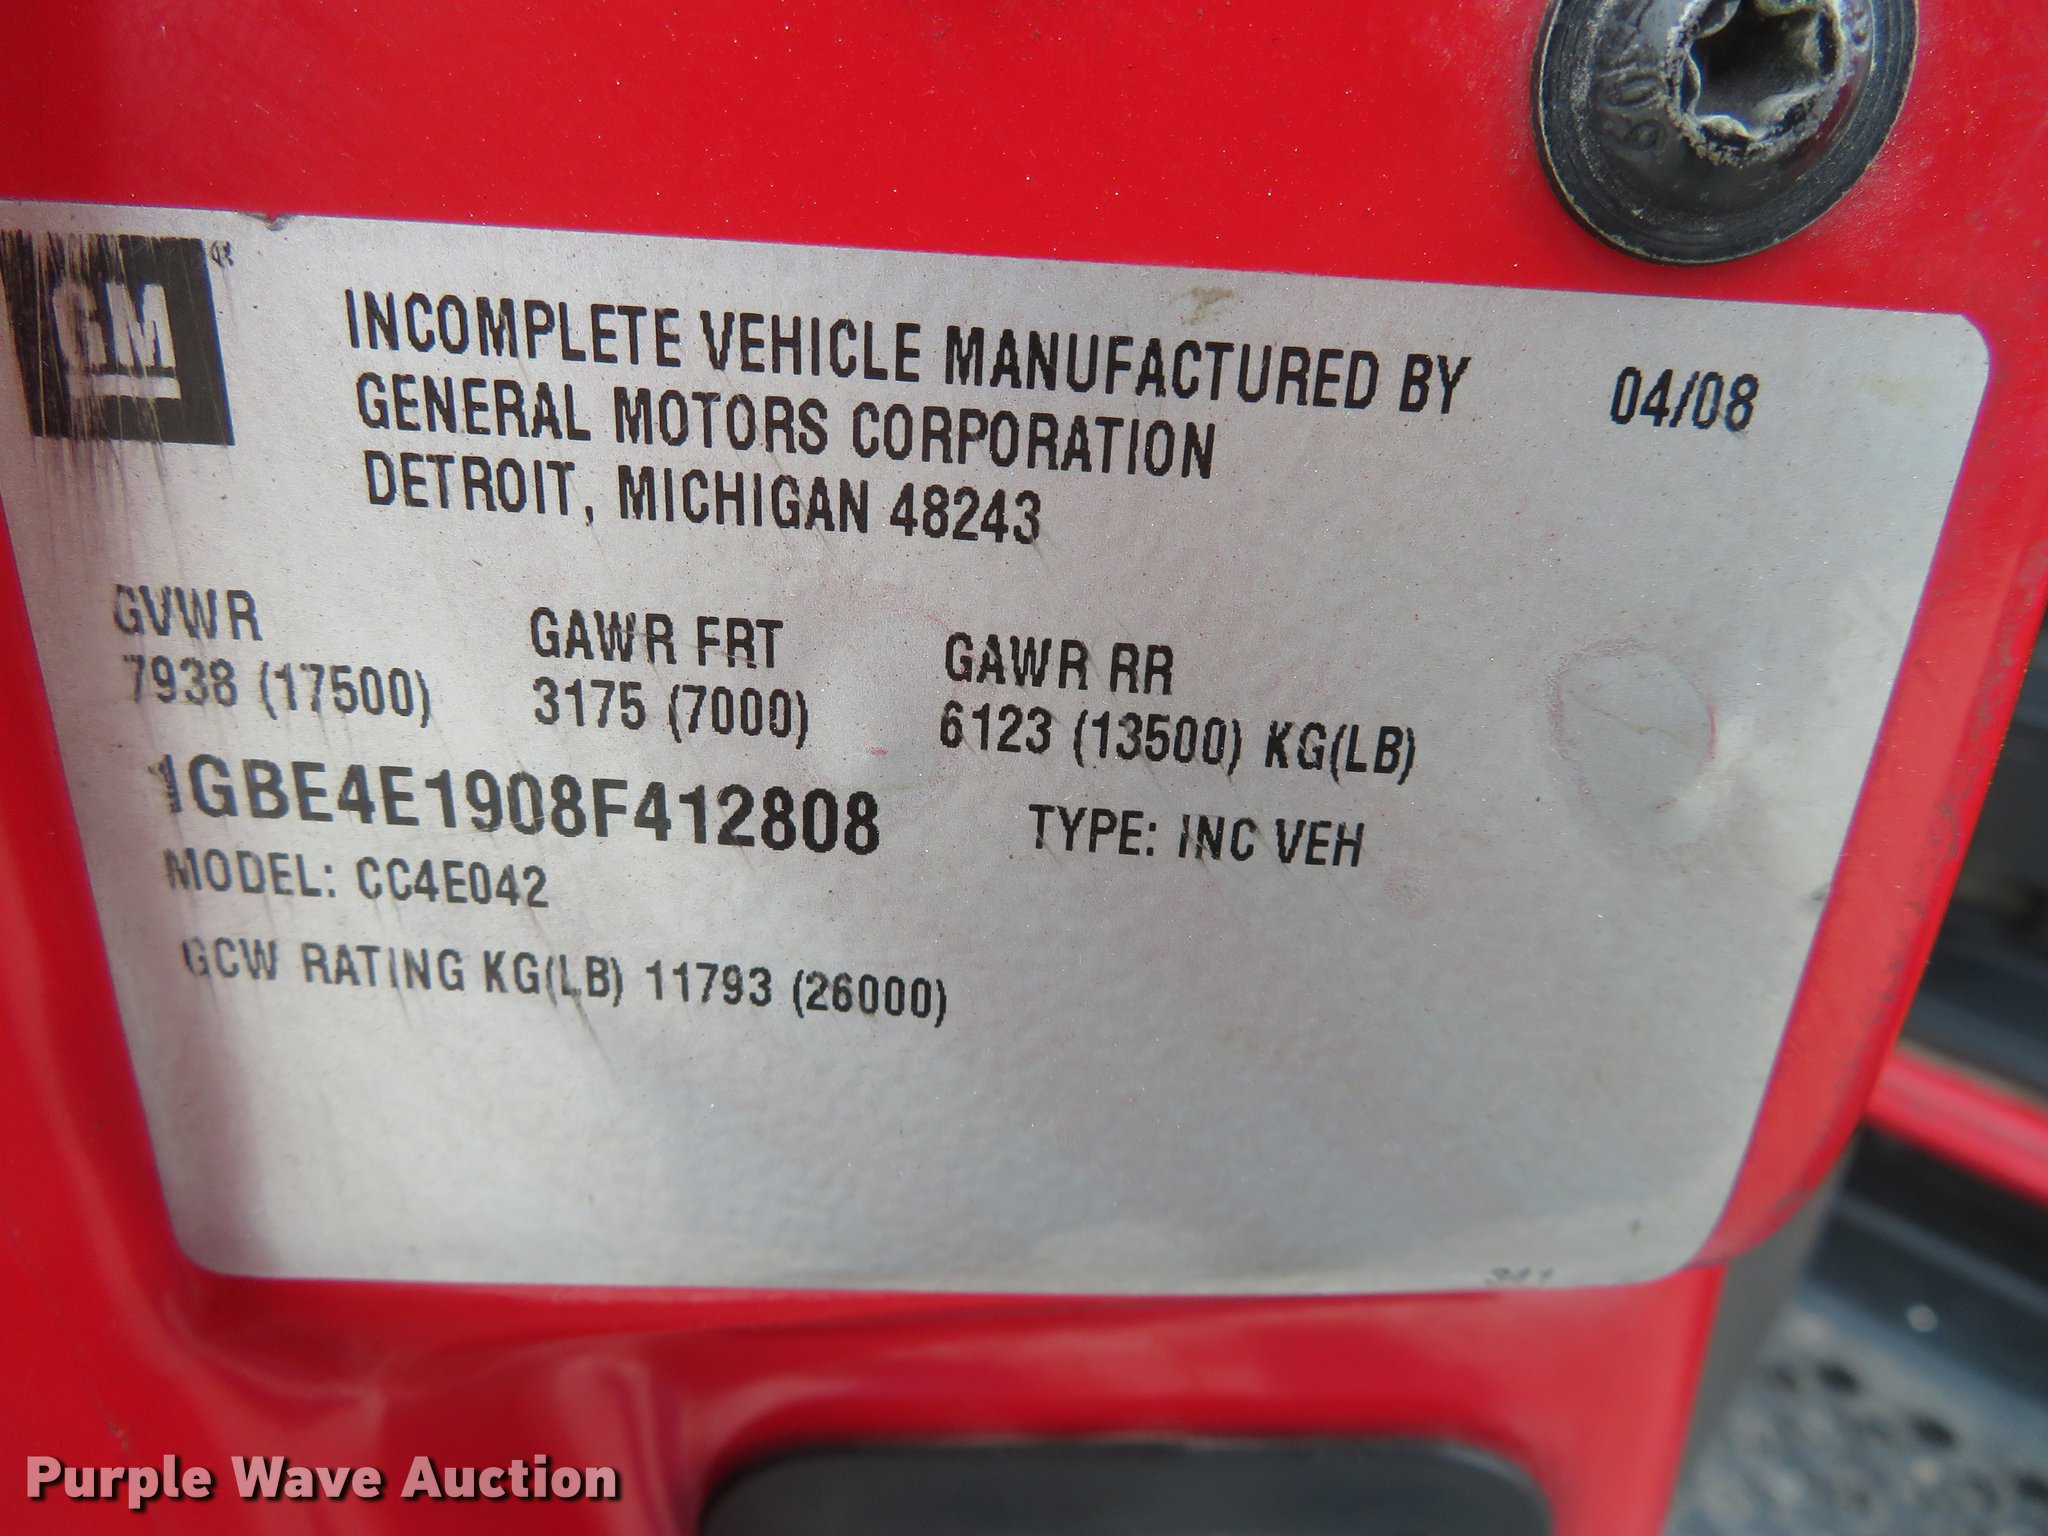 GM
INCOMPLETE VEHICLE MANUFACTURED BY 04/08
GENERAL MOTORS CORPORATION
DETROIT, MICHIGAN 48243
GVWR GAWR FRT GAWR RR
7938 (17500) 3175 (7000) 6123 (13500) KG(LB)
1GBE4E1908F412808 TYPE: INC VEH
MODEL: CC4E042
GCW RATING KG(LB) 11793 (26000)
Purple Wave Auction